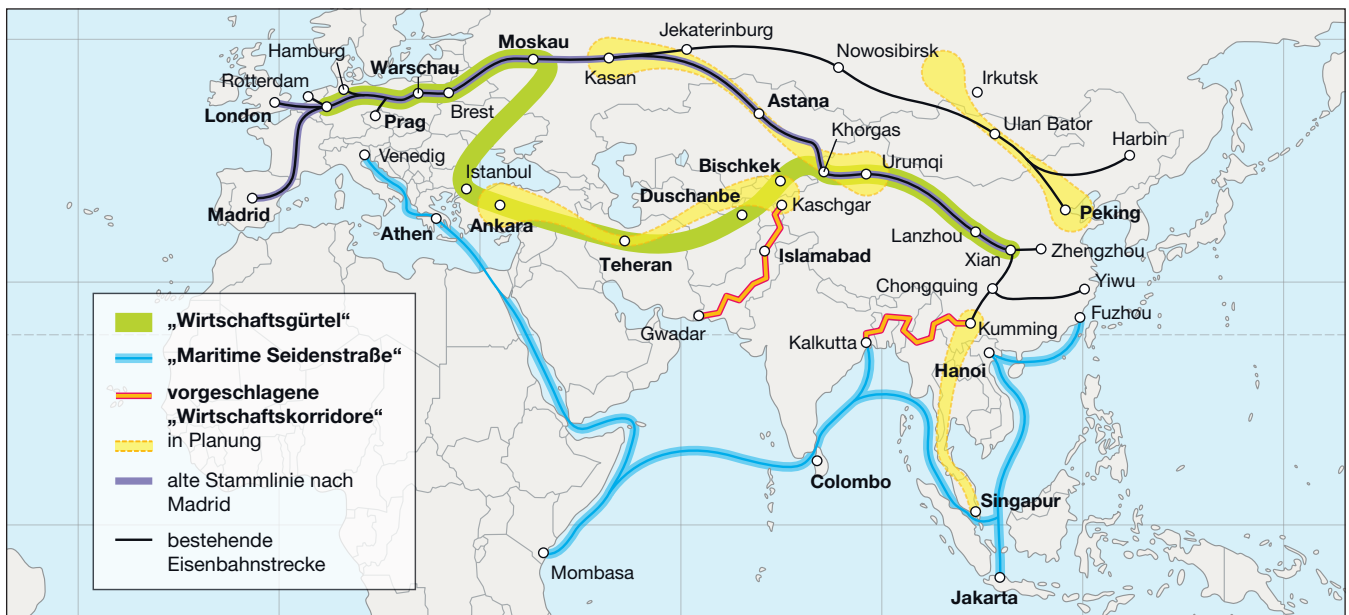 Jekaterinburg
Moskau
Hamburg
Nowosibirsk
Rotterdam
Warschau
Kasan
Irkutsk
London
Brest
Astana
Prag
Ulan Bator
Khorgas
Harbin
Venedig
Bischkek
Urumqi
Istanbul
Duschanbe
Madrid
Kaschgar
Peking
Athen
Ankara
Lanzhou
Teheran
Islamabad
Xian
Zhengzhou
Chongquing
Yiwu
Fuzhou
Gwadar
Kumming
Kalkutta
Hanoi
Colombo
Singapur
Mombasa
Jakarta
„Wirtschaftsgürtel“
„Maritime Seidenstraße“
vorgeschlagene
„Wirtschaftskorridore“
in Planung
alte Stammlinie nach
Madrid
bestehende
Eisenbahnstrecke